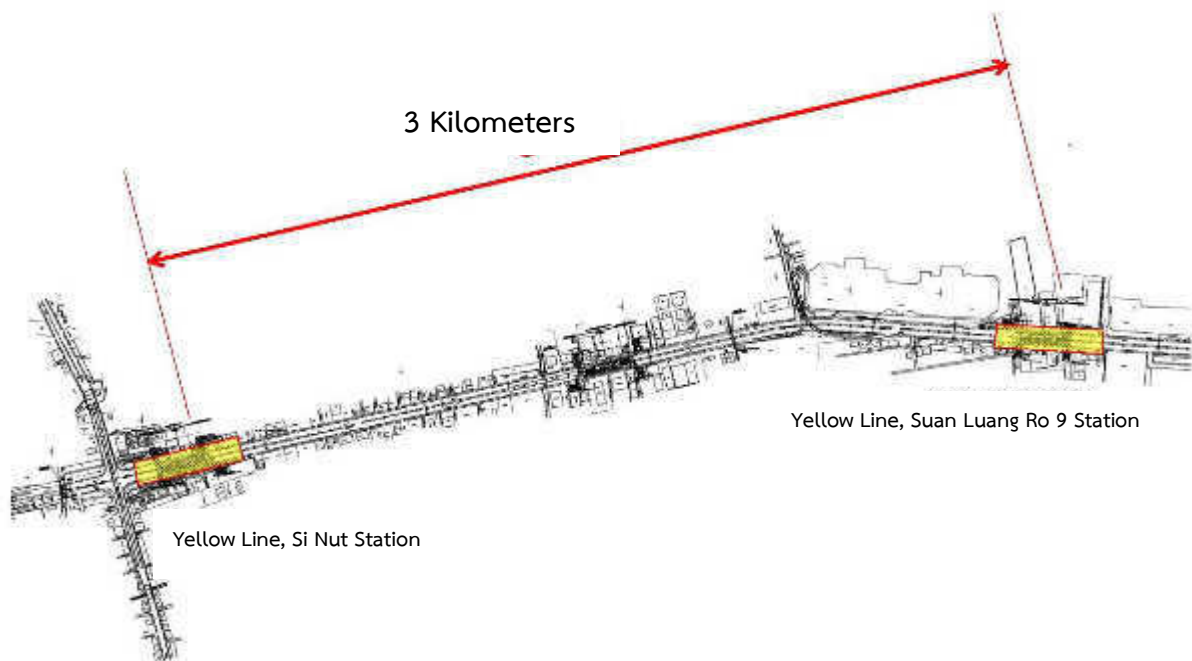 3 Kilometers
Yellow Line, Suan Luang Ro 9 Station
Yellow Line, Si Nut Station